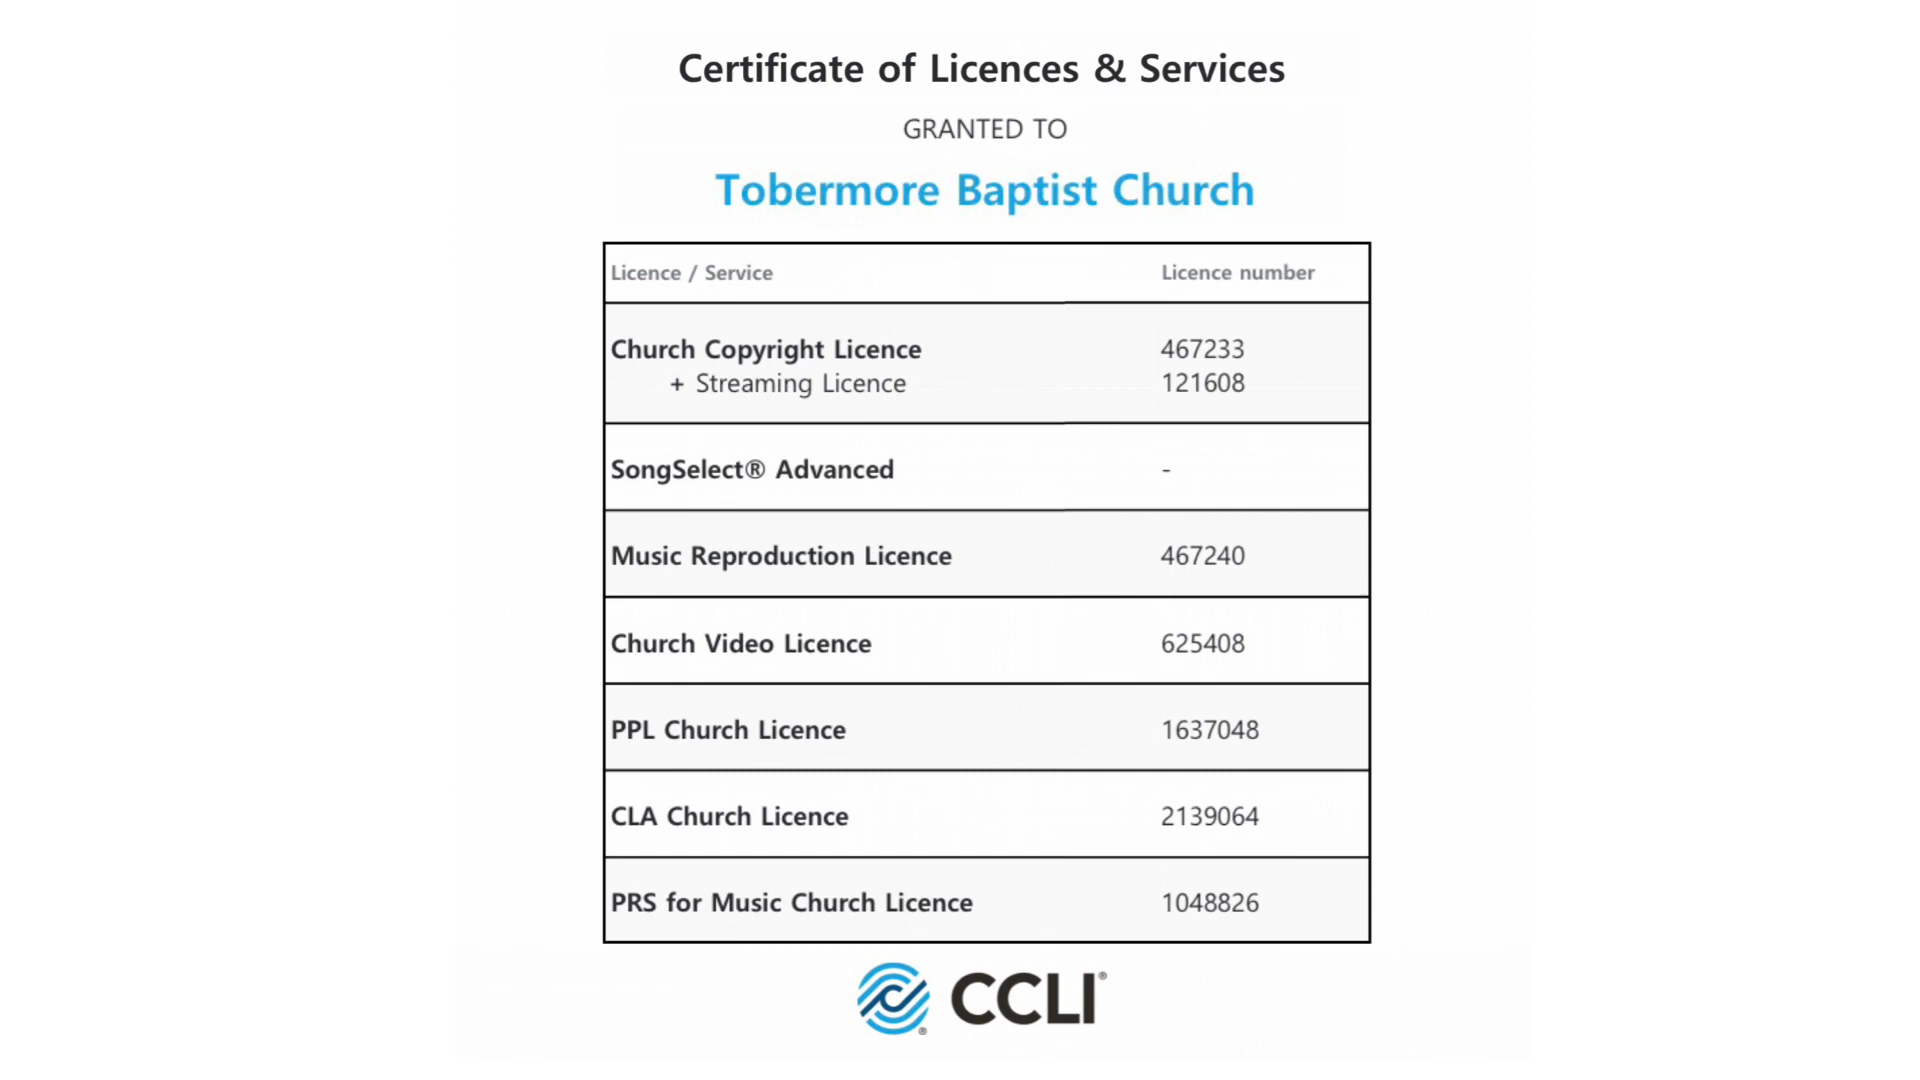 Certificate of Licences & Services
GRANTED TO
Tobermore Baptist Church
Licence / Service Licence number
Church Copyright Licence 467233
+ Streaming Licence 121608
SongSelect® Advanced -
Music Reproduction Licence 467240
Church Video Licence 625408
PPL Church Licence 1637048
CLA Church Licence 2139064
PRS for Music Church Licence 1048826
CCLI®